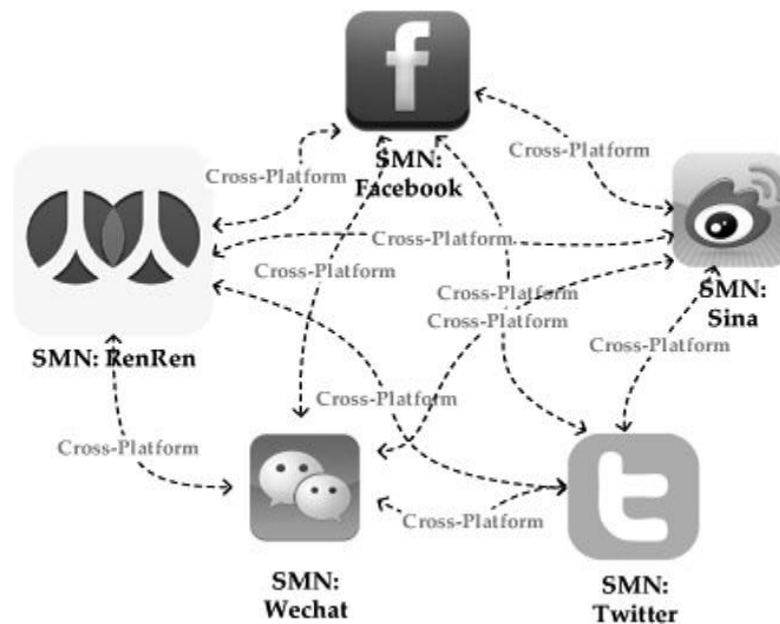 f
SMN:
Facebook
Cross-Platform
Cross-Platform
Cross-Platform
Cross-Platform
SMN:
Sina
Cross-Platform
Cross-Platform
Cross-Platform
SMN: RenRen
Cross-Platform
Cross-Platform
Cross-Platform
t
SMN:
Wechat
SMN:
Twitter